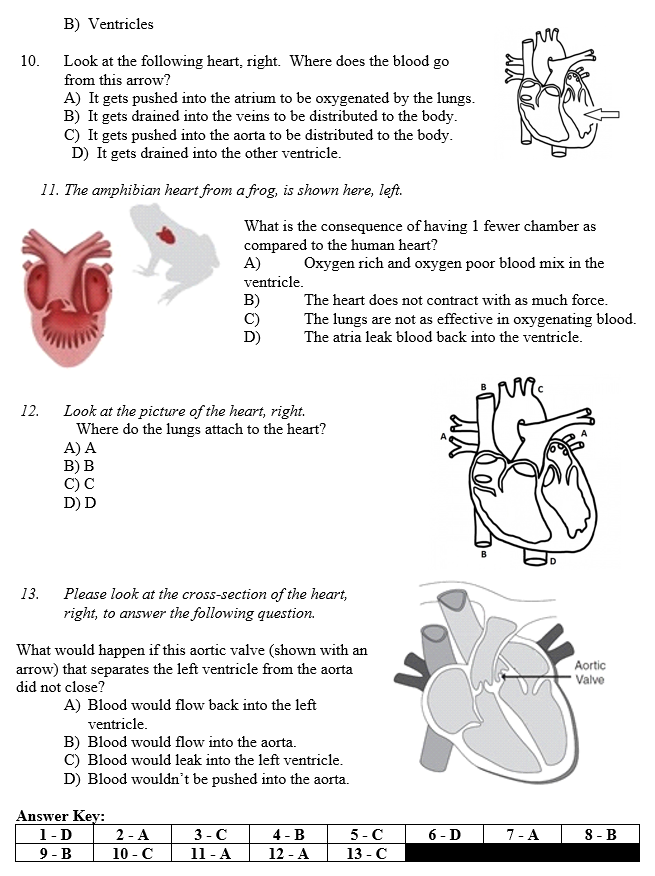 B) Ventricles
10. Look at the following heart, right. Where does the blood go
from this arrow?
A) It gets pushed into the atrium to be oxygenated by the lungs.
B) It gets drained into the veins to be distributed to the body.
C) It gets pushed into the aorta to be distributed to the body.
D) It gets drained into the other ventricle.
11. The amphibian heart from a frog, is shown here, left.
What is the consequence of having 1 fewer chamber as
compared to the human heart?
A) Oxygen rich and oxygen poor blood mix in the
ventricle.
B) The heart does not contract with as much force.
C) The lungs are not as effective in oxygenating blood.
D) The atria leak blood back into the ventricle.
12. Look at the picture of the heart, right.
Where do the lungs attach to the heart?
A) A
B) B
C) C
D) D
B C
A A
B D
13. Please look at the cross-section of the heart,
right, to answer the following question.
What would happen if this aortic valve (shown with an
arrow) that separates the left ventricle from the aorta
did not close?
A) Blood would flow back into the left
ventricle.
B) Blood would flow into the aorta.
C) Blood would leak into the left ventricle.
D) Blood wouldn't be pushed into the aorta.
Aortic
Valve
Answer Key:
1 - D 2 - A 3 - C 4 - B 5 - C 6 - D 7 - A 8 - B
9 - B 10 - C 11 - A 12 - A 13 - C